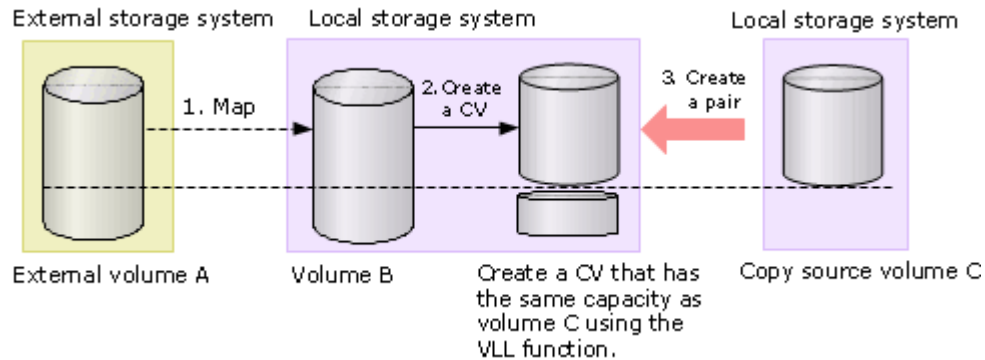 External storage system
Local storage system
Local storage system
1. Map
2. Create
a CV
3. Create
a pair
External volume A
Volume B
Create a CV that has
the same capacity as
volume C using the
VLL function.
Copy source volume C